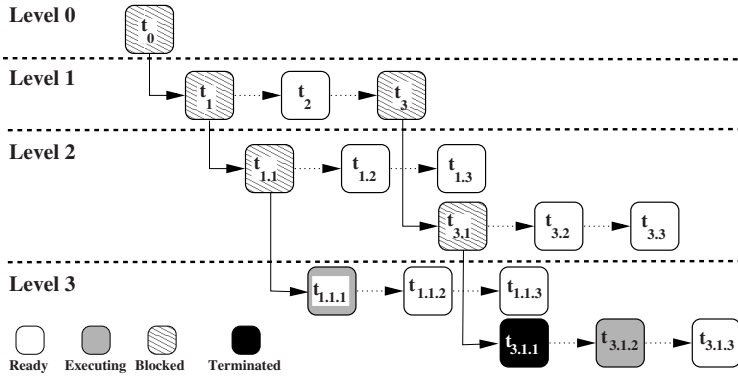 Level 0
t0
Level 1
t1 t2 t3
Level 2
t1.1 t1.2 t1.3
t3.1 t3.2 t3.3
Level 3
t1.1.1 t1.1.2 t1.1.3
t3.1.1 t3.1.2 t3.1.3
Ready Executing Blocked Terminated